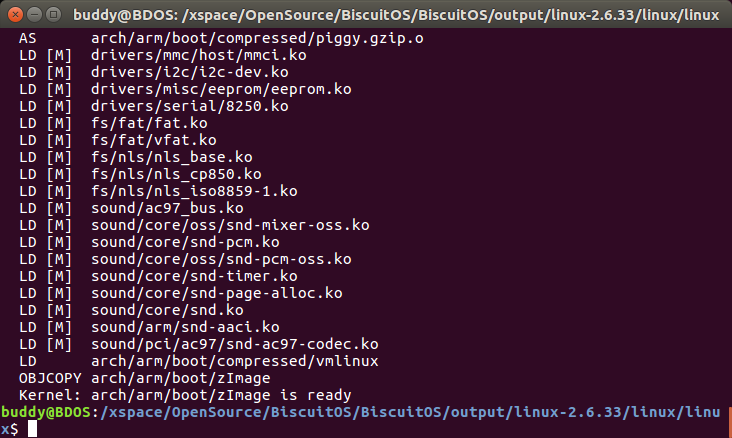 buddy@BDOS: /xspace/OpenSource/BiscuitOS/BiscuitOS/output/linux-2.6.33/linux/linux
AS      arch/arm/boot/compressed/piggy.gzip.o
LD [M]  drivers/mmc/host/mmci.ko
LD [M]  drivers/i2c/i2c-dev.ko
LD [M]  drivers/misc/eeprom/eeprom.ko
LD [M]  drivers/serial/8250.ko
LD [M]  fs/fat/fat.ko
LD [M]  fs/fat/vfat.ko
LD [M]  fs/nls/nls_base.ko
LD [M]  fs/nls/nls_cp850.ko
LD [M]  fs/nls/nls_iso8859-1.ko
LD [M]  sound/ac97_bus.ko
LD [M]  sound/core/oss/snd-mixer-oss.ko
LD [M]  sound/core/snd-pcm.ko
LD [M]  sound/core/oss/snd-pcm-oss.ko
LD [M]  sound/core/snd-timer.ko
LD [M]  sound/core/snd-page-alloc.ko
LD [M]  sound/core/snd.ko
LD [M]  sound/arm/snd-aaci.ko
LD [M]  sound/pci/ac97/snd-ac97-codec.ko
LD      arch/arm/boot/compressed/vmlinux
OBJCOPY arch/arm/boot/zImage
Kernel: arch/arm/boot/zImage is ready
buddy@BDOS:/xspace/OpenSource/BiscuitOS/BiscuitOS/output/linux-2.6.33/linux/linu
x$